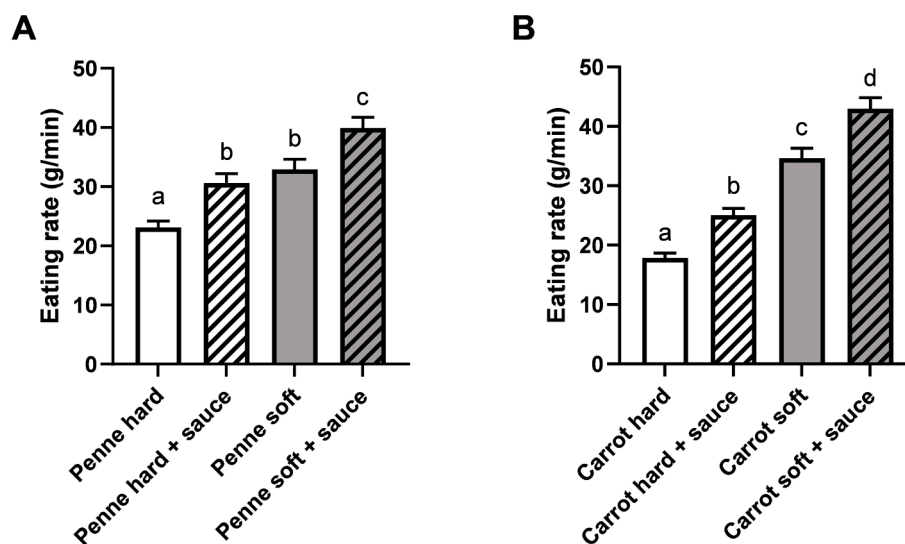 A
Eating rate (g/min)
50
40
30
20
10
0
a
b
b
c
Penne hard
Penne hard + sauce
Penne soft
Penne soft + sauce
B
Eating rate (g/min)
50
40
30
20
10
0
a
b
c
d
Carrot hard
Carrot hard + sauce
Carrot soft
Carrot soft + sauce